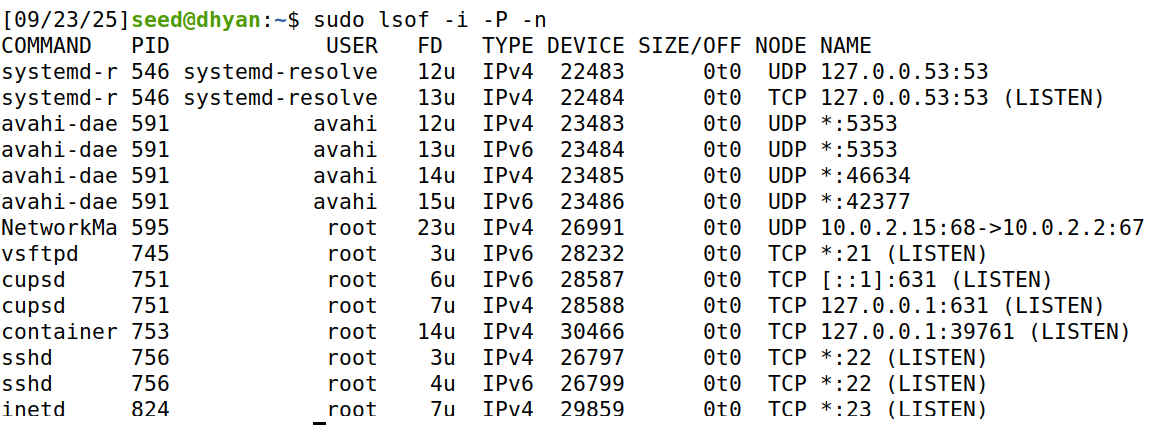 [09/23/25]seed@dhyan:~$ sudo lsof -i -P -n
COMMAND   PID            USER   FD   TYPE DEVICE SIZE/OFF NODE NAME
systemd-r 546 systemd-resolve   12u  IPv4  22483      0t0  UDP 127.0.0.53:53
systemd-r 546 systemd-resolve   13u  IPv4  22484      0t0  TCP 127.0.0.53:53 (LISTEN)
avahi-dae 591           avahi   12u  IPv4  23483      0t0  UDP *:5353
avahi-dae 591           avahi   13u  IPv6  23484      0t0  UDP *:5353
avahi-dae 591           avahi   14u  IPv4  23485      0t0  UDP *:46634
avahi-dae 591           avahi   15u  IPv6  23486      0t0  UDP *:42377
NetworkMa 595            root   23u  IPv4  26991      0t0  UDP 10.0.2.15:68->10.0.2.2:67
vsftpd    745            root    3u  IPv6  28232      0t0  TCP *:21 (LISTEN)
cupsd     751            root    6u  IPv6  28587      0t0  TCP [::1]:631 (LISTEN)
cupsd     751            root    7u  IPv4  28588      0t0  TCP 127.0.0.1:631 (LISTEN)
container 753            root   14u  IPv4  30466      0t0  TCP 127.0.0.1:39761 (LISTEN)
sshd      756            root    3u  IPv4  26797      0t0  TCP *:22 (LISTEN)
sshd      756            root    4u  IPv6  26799      0t0  TCP *:22 (LISTEN)
inetd     824            root    7u  IPv4  29859      0t0  TCP *:23 (LISTEN)